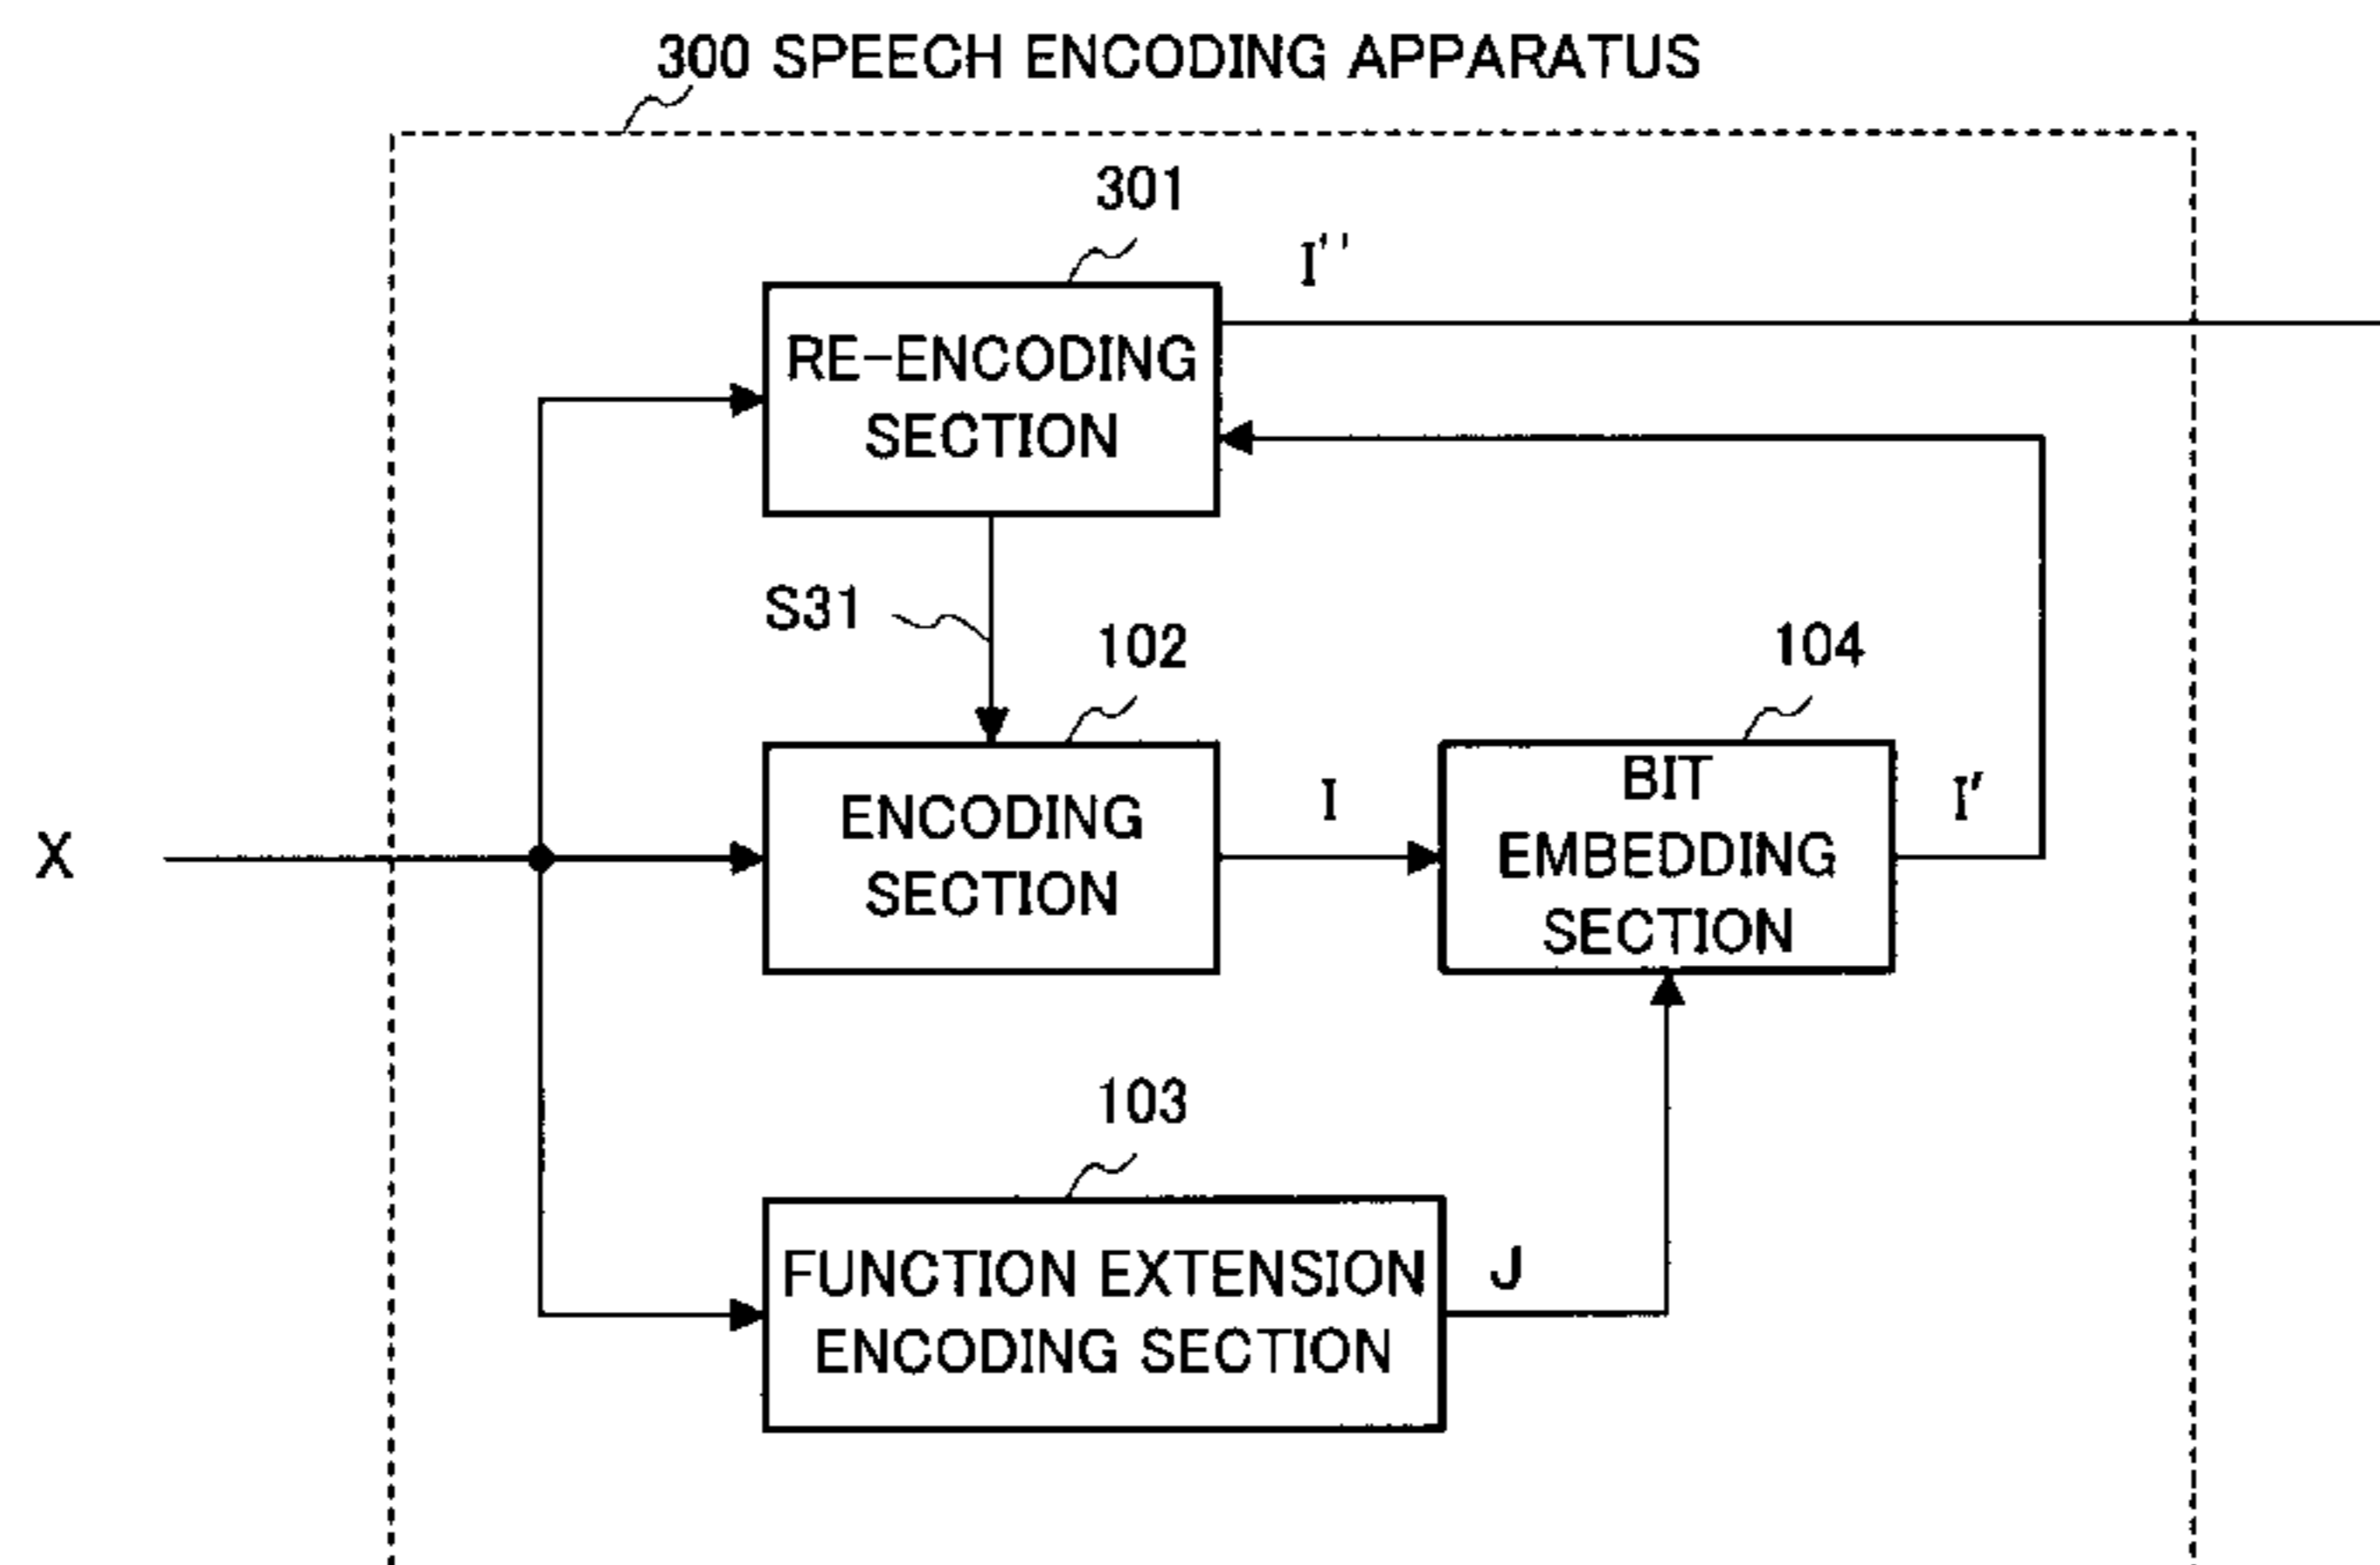 300 SPEECH ENCODING APPARATUS
301
I''
RE-ENCODING
SECTION
S31
102
104
X
ENCODING
SECTION
I
BIT
EMBEDDING
SECTION
I'
103
FUNCTION EXTENSION
ENCODING SECTION
J